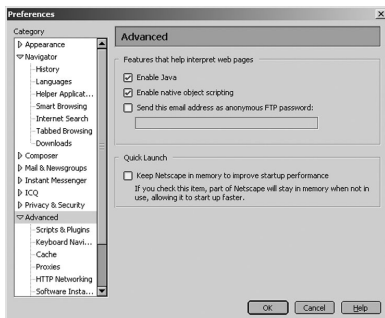 Preferences
Category
Appearance
Navigator
History
Languages
Helper Applicat...
Smart Browsing
Internet Search
Tabbed Browsing
Downloads
Composer
Mail & Newsgroups
Instant Messenger
ICQ
Privacy & Security
Advanced
Scripts & Plugins
Keyboard Navi...
Cache
Proxies
HTTP Networking
Software Insta...
Advanced
Features that help interpret web pages
Enable Java
Enable native object scripting
Send this email address as anonymous FTP password:
Quick Launch
Keep Netscape in memory to improve startup performance
If you check this item, part of Netscape will stay in memory when not in
use, allowing it to start up faster.
OK
Cancel
Help